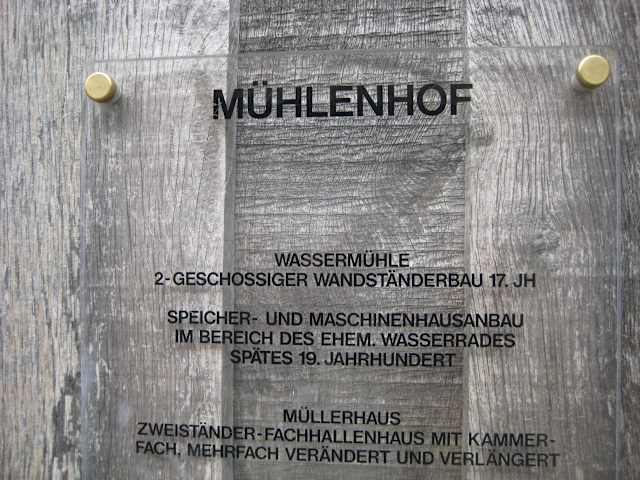 MÜHLENHOF
WASSERMÜHLE
2-GESCHOSSIGER WANDSTÄNDERBAU 17. JH
SPEICHER- UND MASCHINENHAUSANBAU
IM BEREICH DES EHEM. WASSERRADES
SPÄTES 19. JAHRHUNDERT
MÜLLERHAUS
ZWEISTÄNDER-FACHHALLENHAUS MIT KAMMER-
FACH, MEHRFACH VERÄNDERT UND VERLÄNGERT